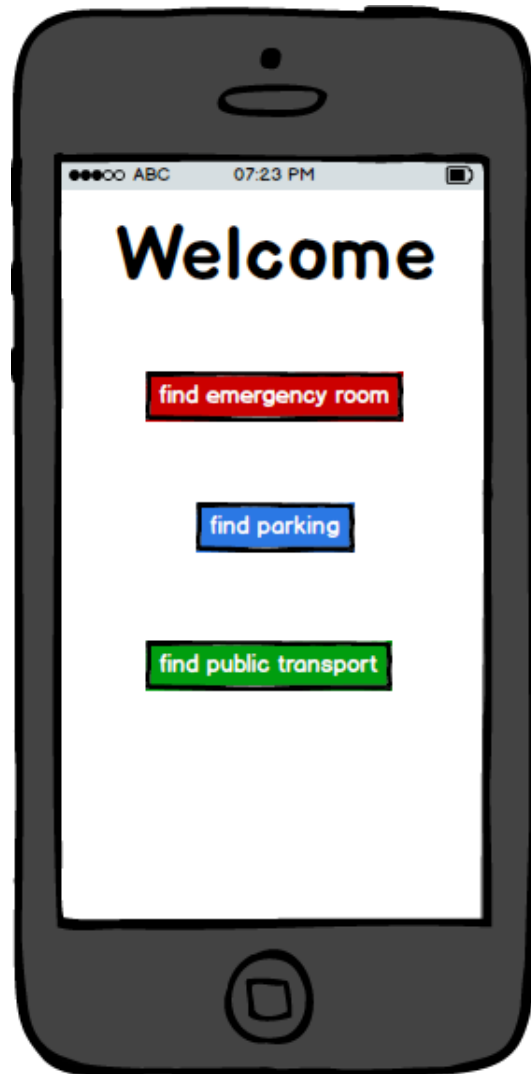 ABC 07:23 PM
Welcome
find emergency room
find parking
find public transport